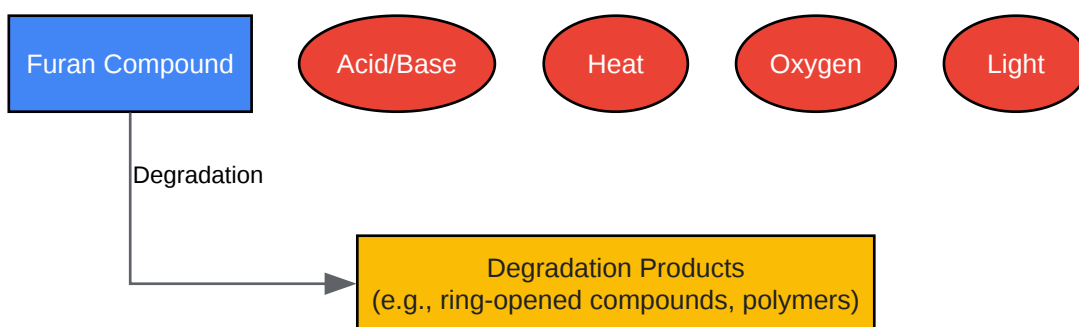 Furan Compound
Acid/Base
Heat
Oxygen
Light
Degradation
Degradation Products
(e.g., ring-opened compounds, polymers)